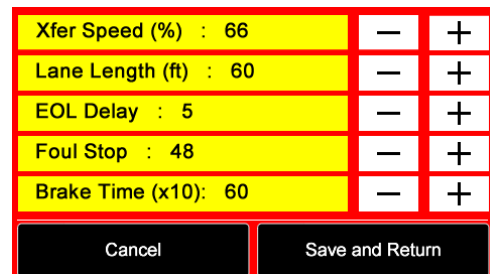 Xfer Speed (%) : 66 − +
Lane Length (ft) : 60 − +
EOL Delay : 5 − +
Foul Stop : 48 − +
Brake Time (x10): 60 − +
Cancel Save and Return